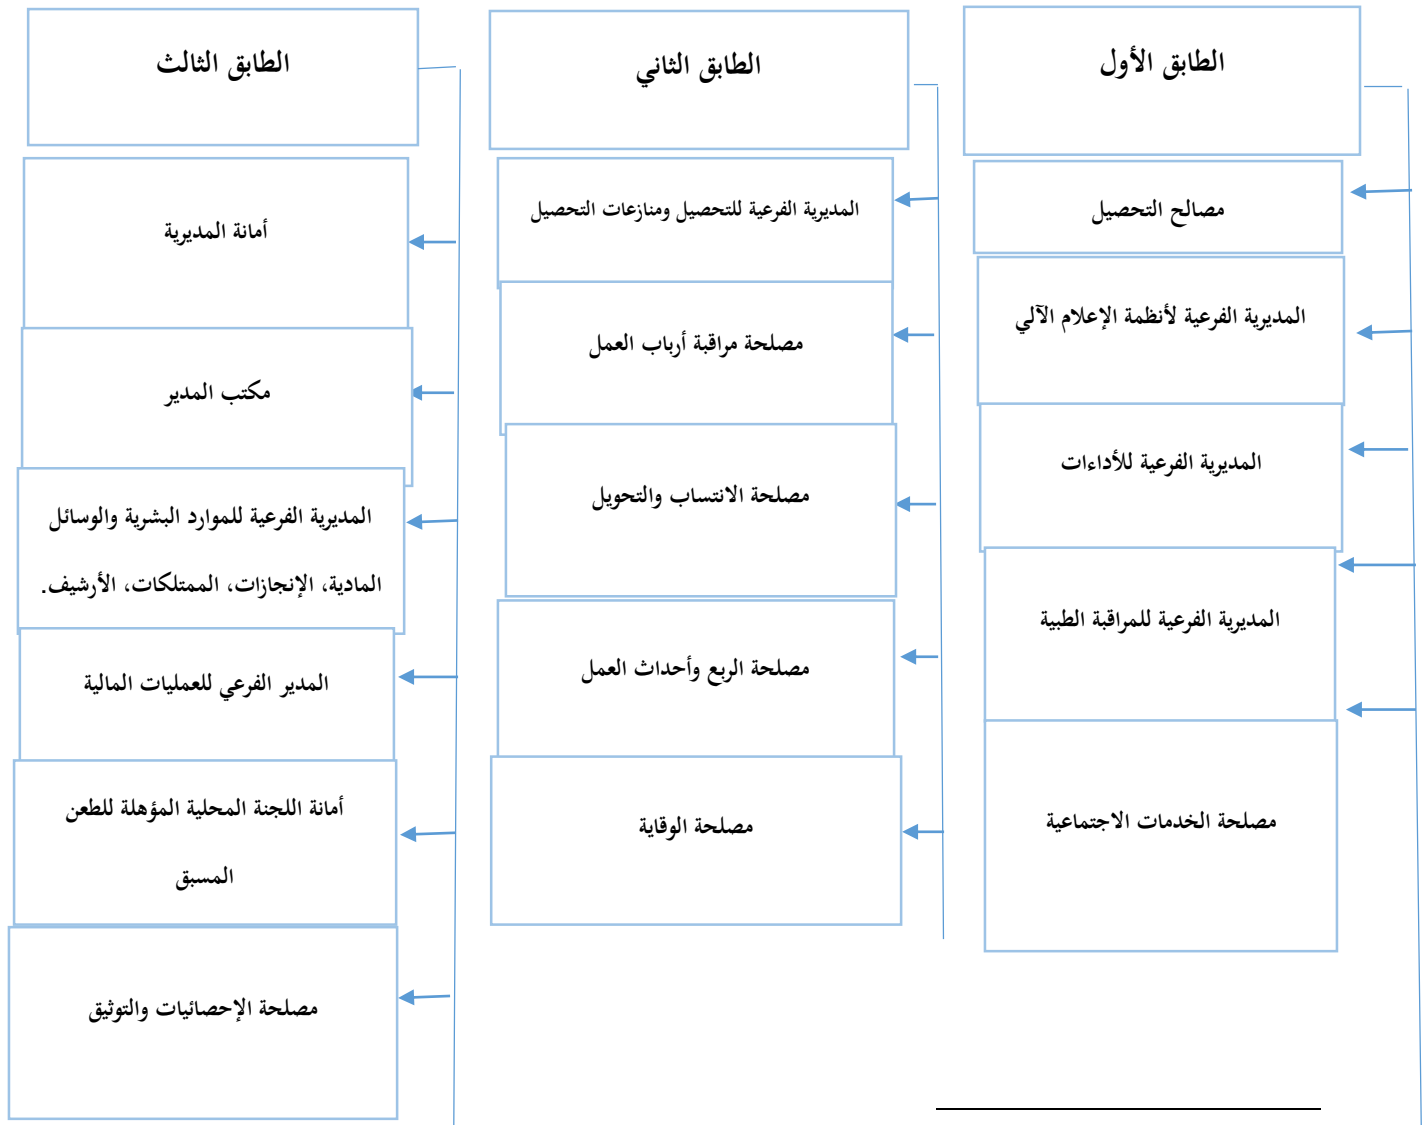 الطابق الأول
مصالح التحصيل
المديرية الفرعية لأنظمة الإعلام الآلي
المديرية الفرعية للأداءات
المديرية الفرعية للمراقبة الطبية
مصلحة الخدمات الاجتماعية
الطابق الثاني
المديرية الفرعية للتحصيل ومنازعات التحصيل
مصلحة مراقبة أرباب العمل
مصلحة الانتساب والتحويل
مصلحة الربع وأحداث العمل
مصلحة الوقاية
الطابق الثالث
أمانة المديرية
مكتب المدير
المديرية الفرعية للموارد البشرية والوسائل
المادية، الإنجازات، الممتلكات، الأرشيف.
المدير الفرعي للعمليات المالية
أمانة اللجنة المحلية المؤهلة للطعن
المسبق
مصلحة الإحصائيات والتوثيق